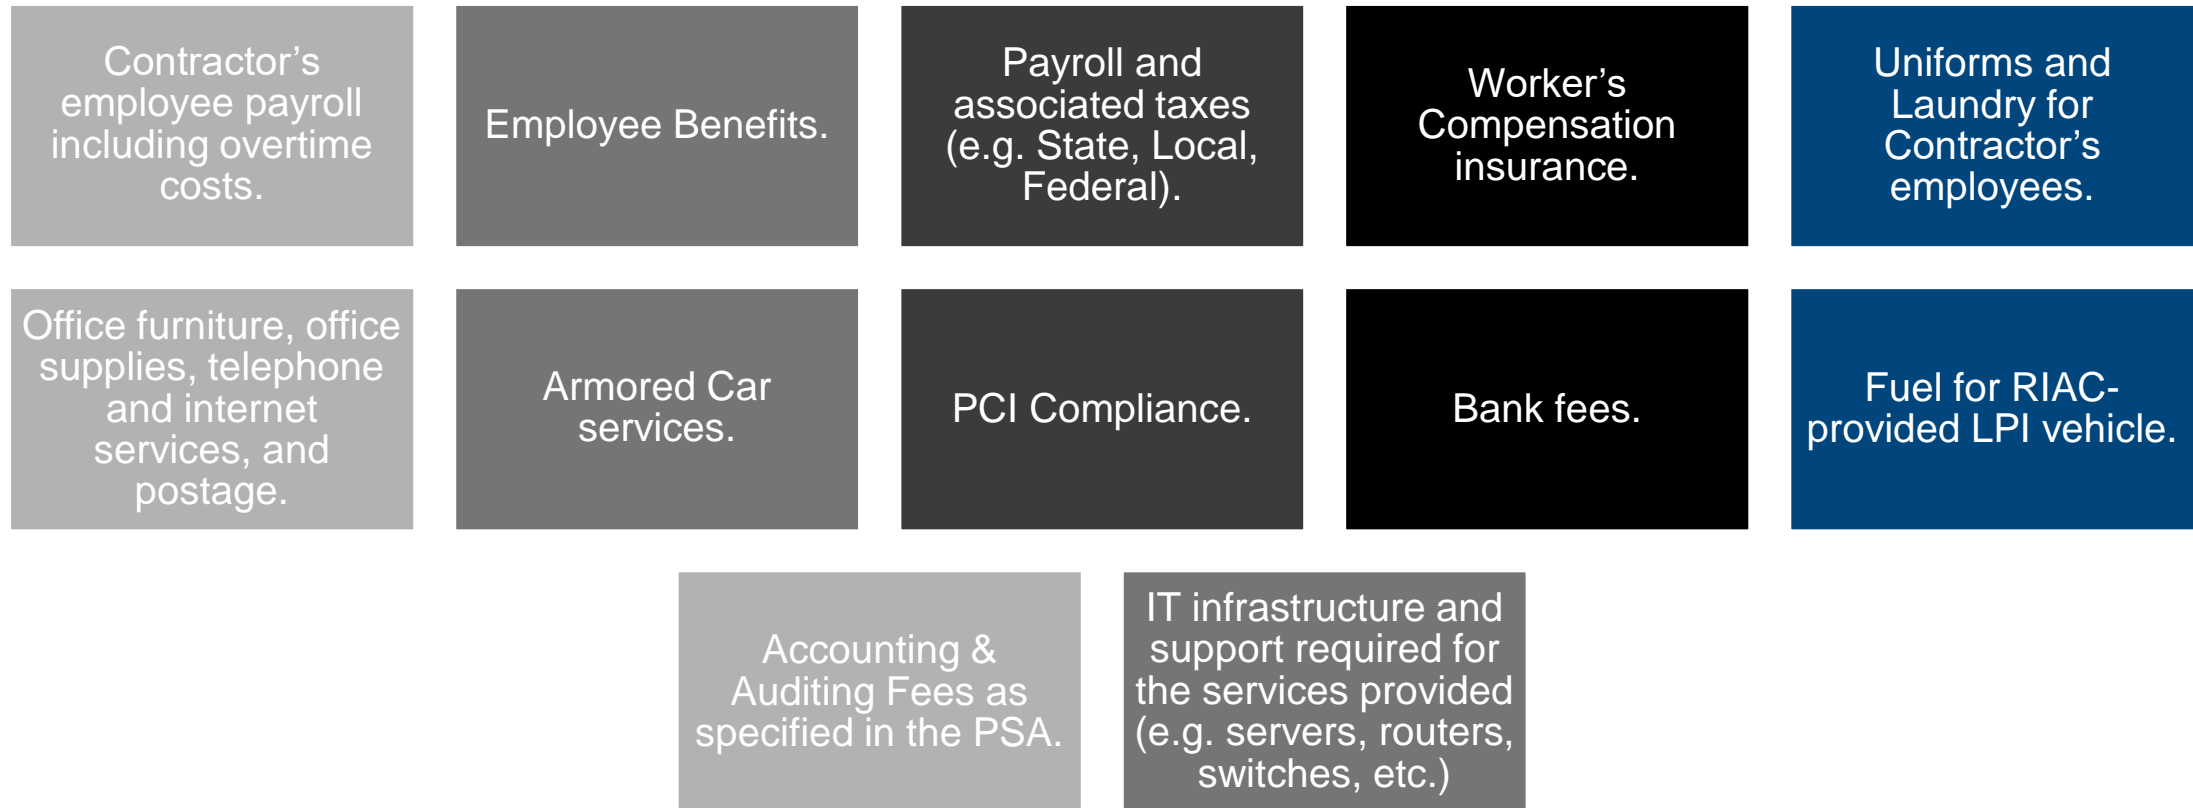 Contractor’s
employee payroll
including overtime
costs.
Employee Benefits.
Payroll and
associated taxes
(e.g. State, Local,
Federal).
Worker’s
Compensation
insurance.
Uniforms and
Laundry for
Contractor’s
employees.
Office furniture, office
supplies, telephone
and internet
services, and
postage.
Armored Car
services.
PCI Compliance.
Bank fees.
Fuel for RIAC-
provided LPI vehicle.
Accounting &
Auditing Fees as
specified in the PSA.
IT infrastructure and
support required for
the services provided
(e.g. servers, routers,
switches, etc.)